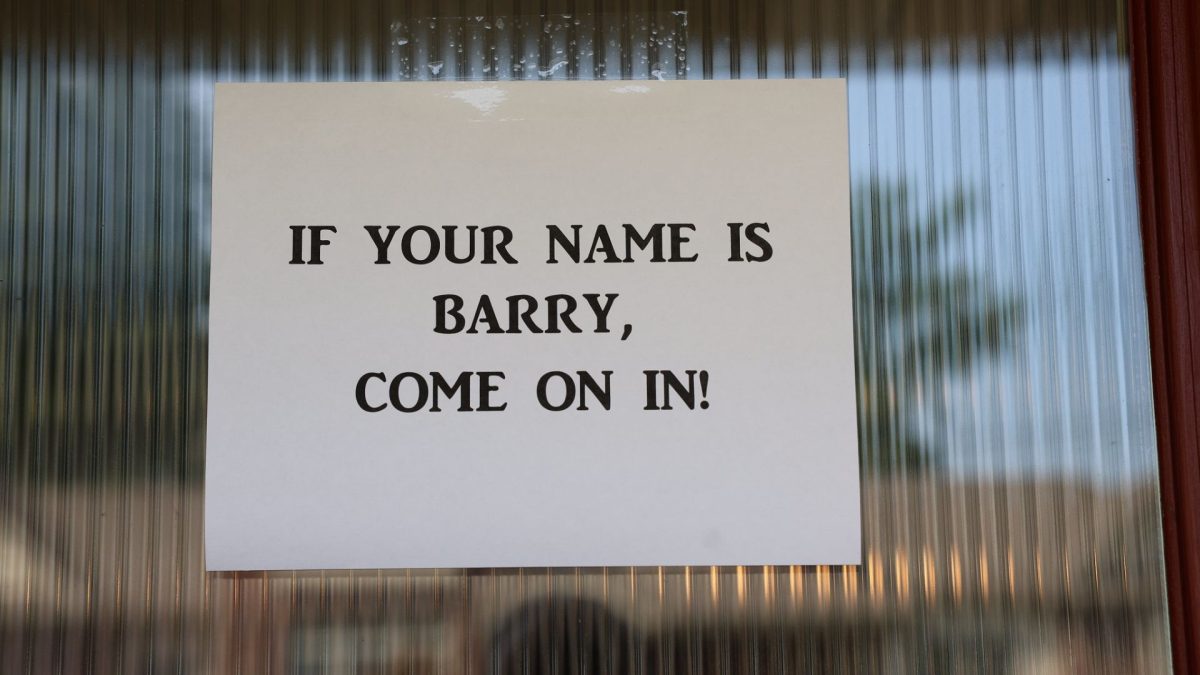 IF YOUR NAME IS
BARRY,
COME ON IN!